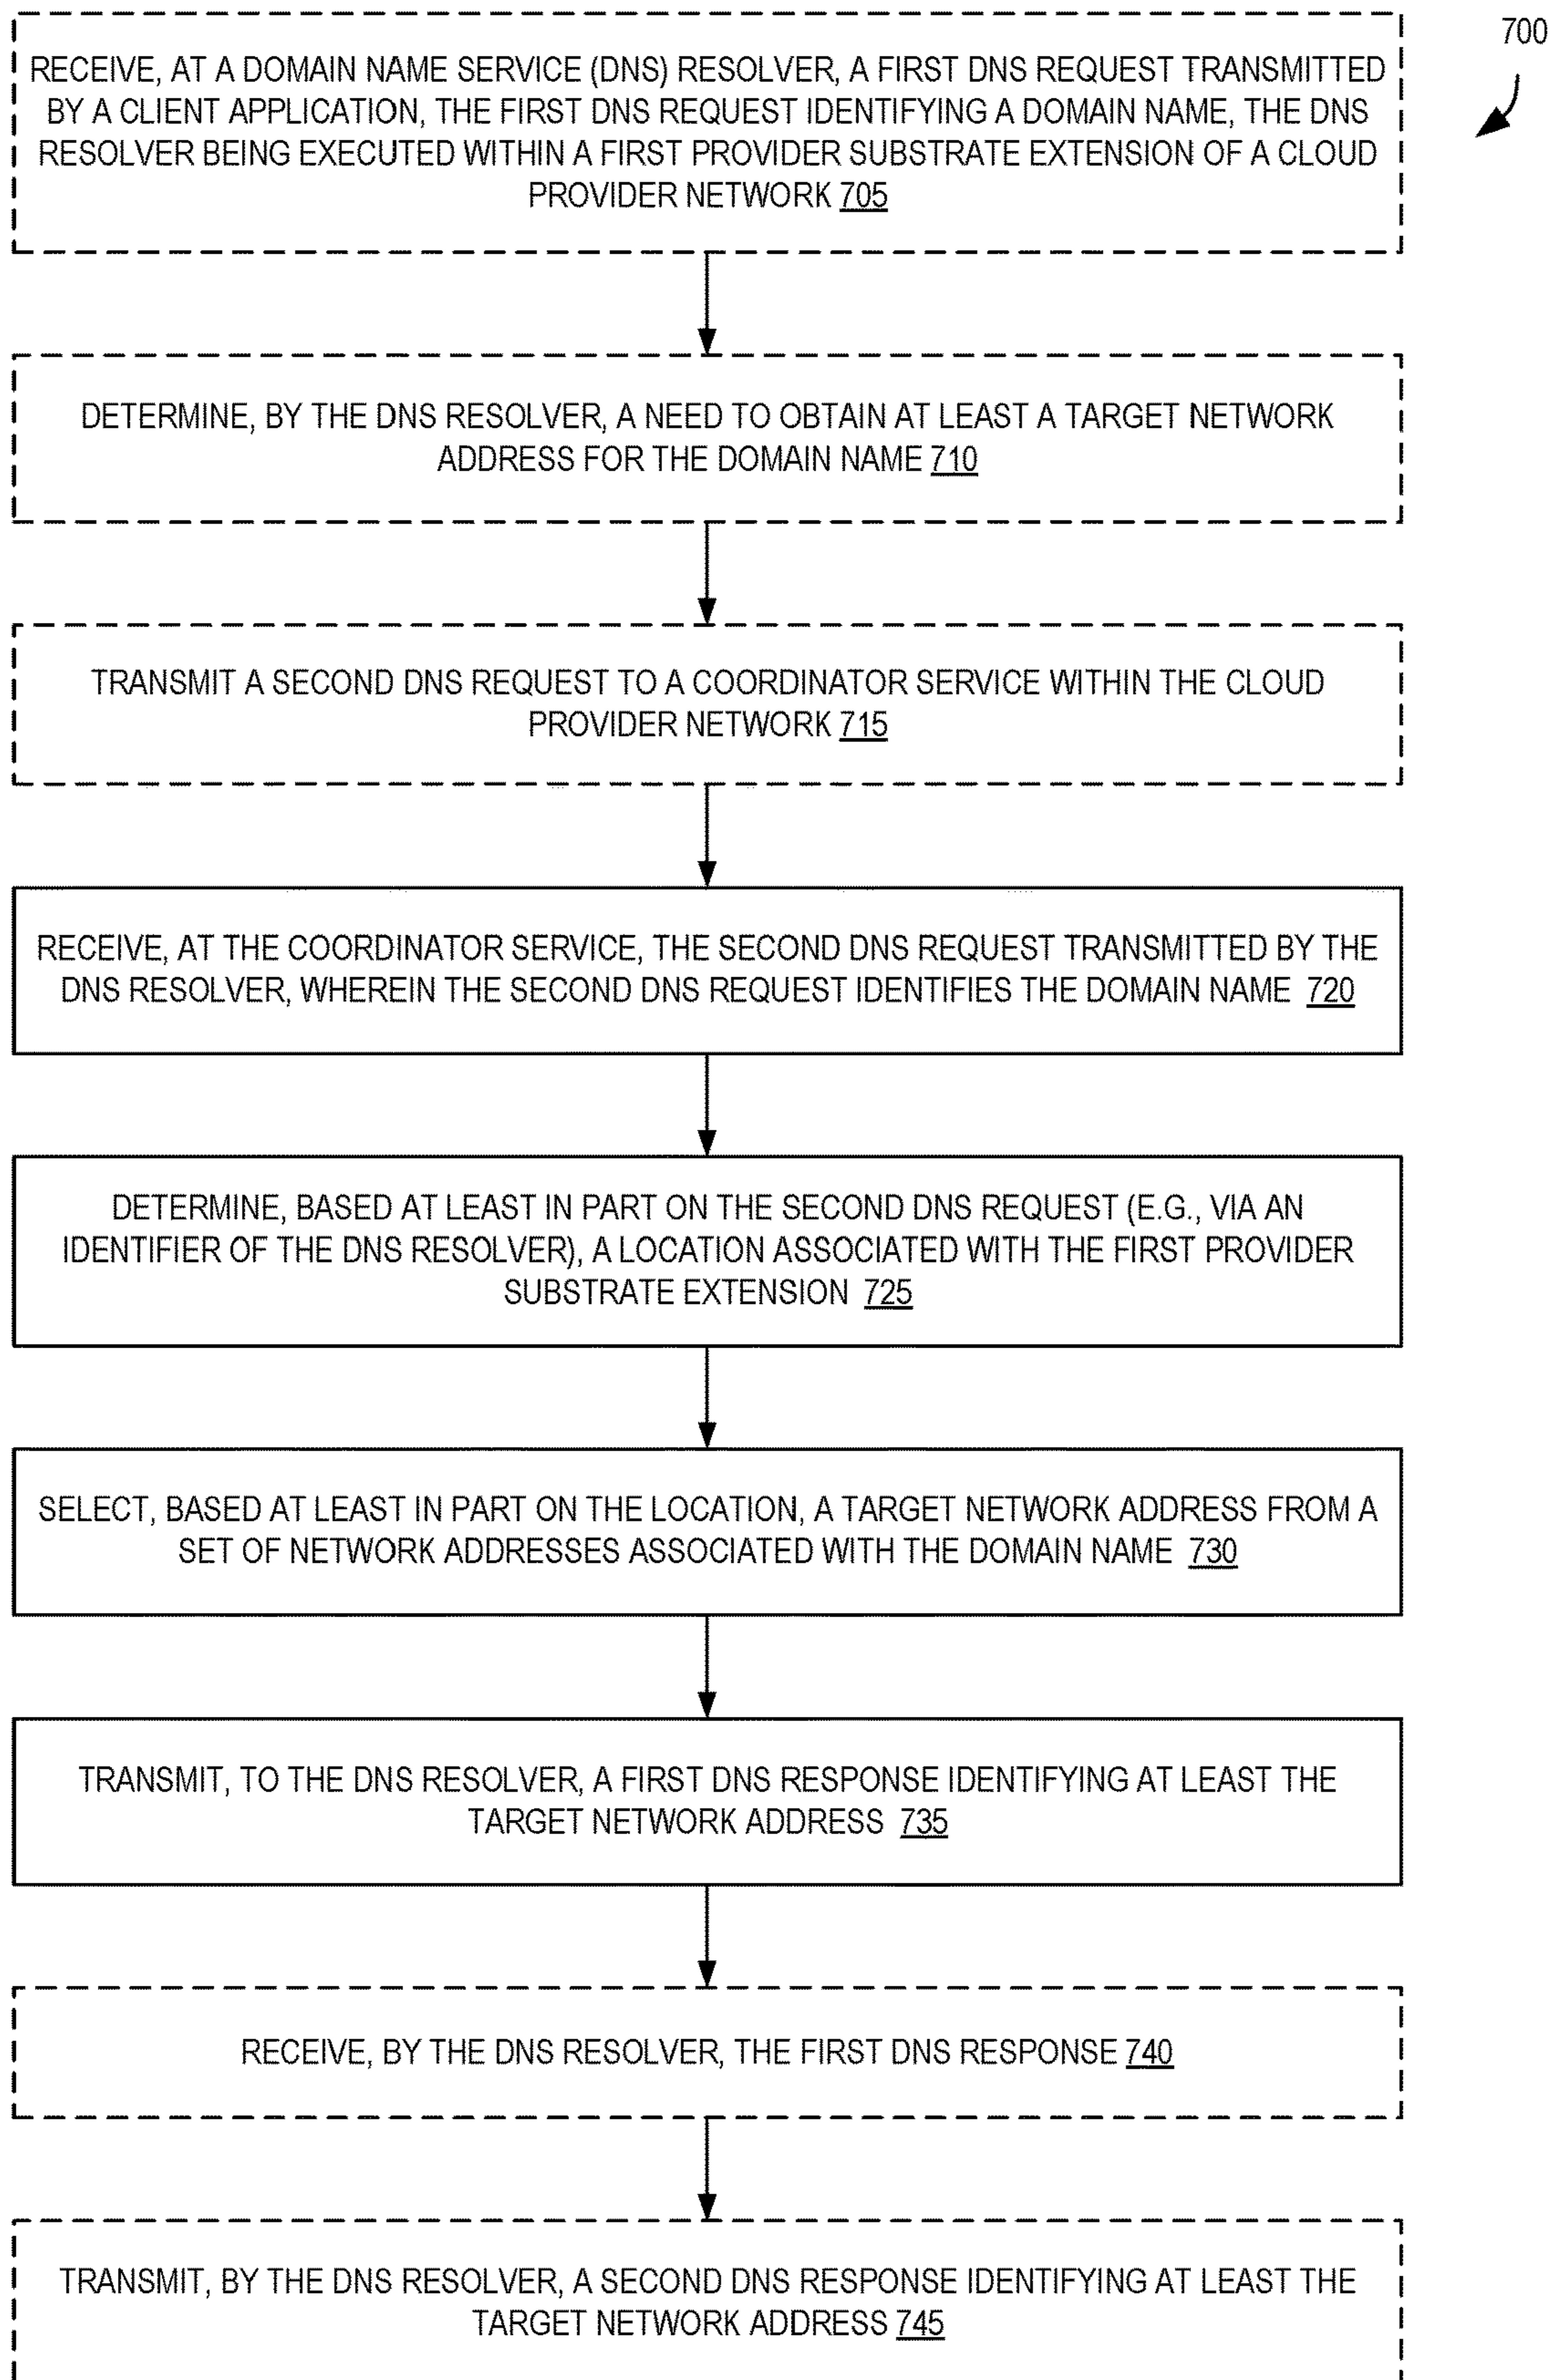 700
RECEIVE, AT A DOMAIN NAME SERVICE (DNS) RESOLVER, A FIRST DNS REQUEST TRANSMITTED
BY A CLIENT APPLICATION, THE FIRST DNS REQUEST IDENTIFYING A DOMAIN NAME, THE DNS
RESOLVER BEING EXECUTED WITHIN A FIRST PROVIDER SUBSTRATE EXTENSION OF A CLOUD
PROVIDER NETWORK 705
DETERMINE, BY THE DNS RESOLVER, A NEED TO OBTAIN AT LEAST A TARGET NETWORK
ADDRESS FOR THE DOMAIN NAME 710
TRANSMIT A SECOND DNS REQUEST TO A COORDINATOR SERVICE WITHIN THE CLOUD
PROVIDER NETWORK 715
RECEIVE, AT THE COORDINATOR SERVICE, THE SECOND DNS REQUEST TRANSMITTED BY THE
DNS RESOLVER, WHEREIN THE SECOND DNS REQUEST IDENTIFIES THE DOMAIN NAME 720
DETERMINE, BASED AT LEAST IN PART ON THE SECOND DNS REQUEST (E.G., VIA AN
IDENTIFIER OF THE DNS RESOLVER), A LOCATION ASSOCIATED WITH THE FIRST PROVIDER
SUBSTRATE EXTENSION 725
SELECT, BASED AT LEAST IN PART ON THE LOCATION, A TARGET NETWORK ADDRESS FROM A
SET OF NETWORK ADDRESSES ASSOCIATED WITH THE DOMAIN NAME 730
TRANSMIT, TO THE DNS RESOLVER, A FIRST DNS RESPONSE IDENTIFYING AT LEAST THE
TARGET NETWORK ADDRESS 735
RECEIVE, BY THE DNS RESOLVER, THE FIRST DNS RESPONSE 740
TRANSMIT, BY THE DNS RESOLVER, A SECOND DNS RESPONSE IDENTIFYING AT LEAST THE
TARGET NETWORK ADDRESS 745